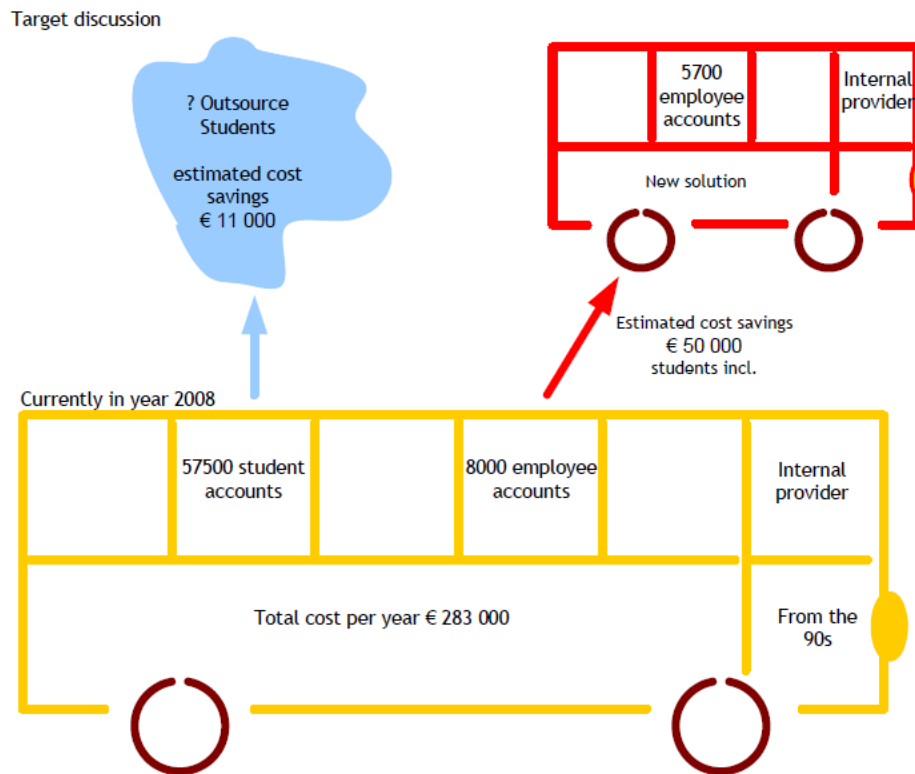 Target discussion
? Outsource
Students
estimated cost
savings
€ 11 000
5700
employee
accounts
Internal
provider
New solution
Estimated cost savings
€ 50 000
students incl.
Currently in year 2008
57500 student
accounts
8000 employee
accounts
Internal
provider
Total cost per year € 283 000
From the
90s